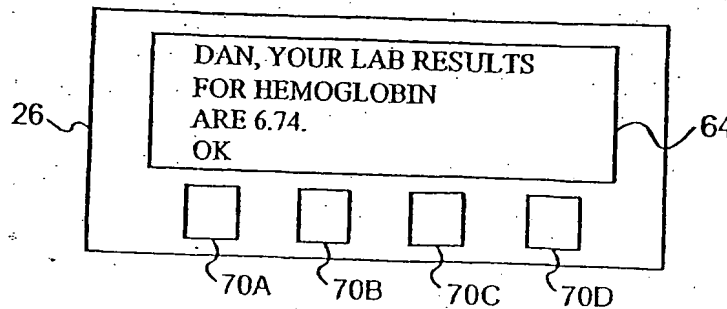 DAN, YOUR LAB RESULTS
FOR HEMOGLOBIN
ARE 6.74.
OK
26
64
70A 70B 70C 70D